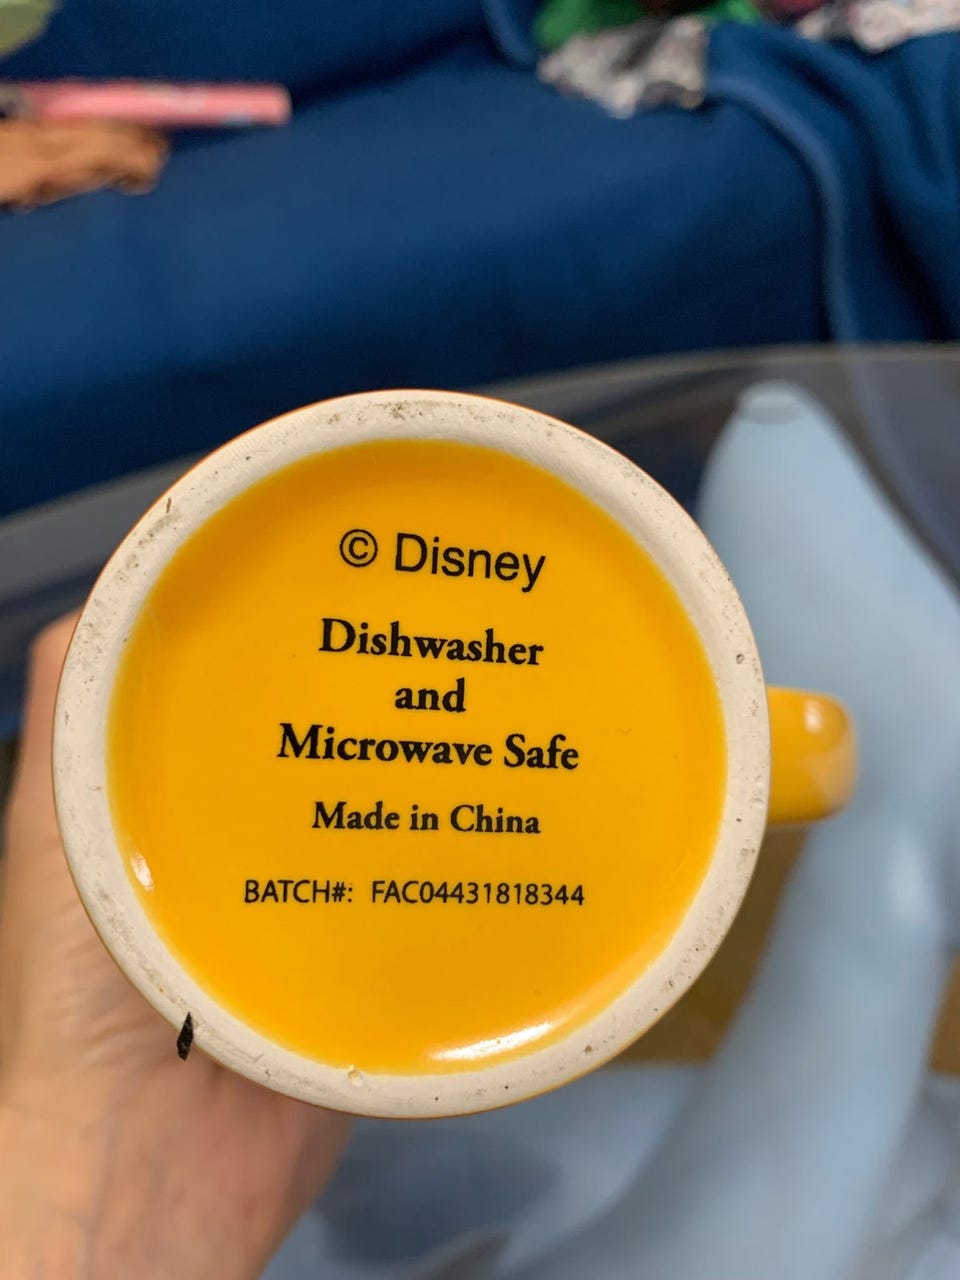 © Disney
Dishwasher
and
Microwave Safe
Made in China
BATCH#: FAC04431818344